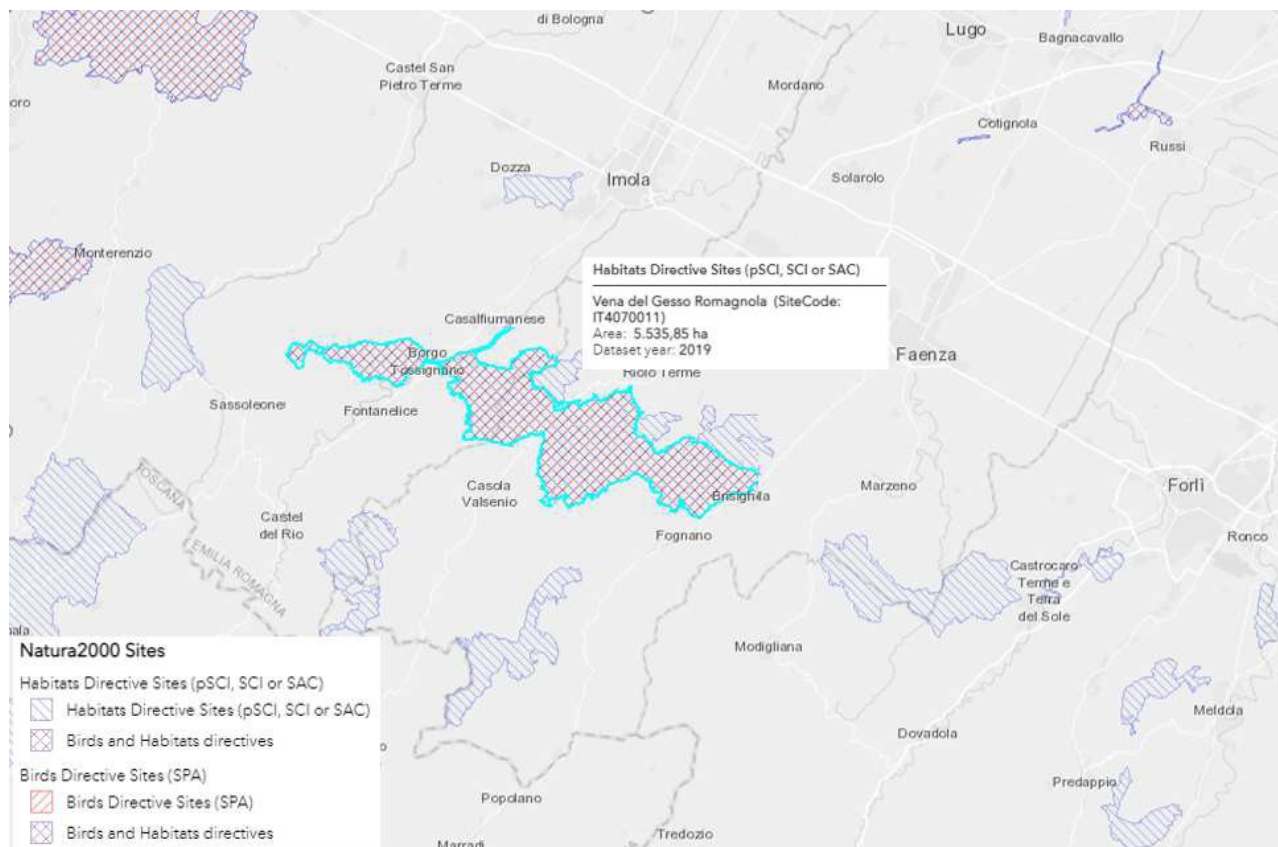 di Bologna
Lugo
Bagnacavallo
Castel San
Pietro Terme
Mordano
oro
Cotignola
Russi
Dozza
Imola
Solarolo
Monterenzio
Habitats Directive Sites (pSCI, SCI or SAC)
Vena del Gesso Romagnola (SiteCode:
IT4070011)
Area: 5.535,85 ha
Dataset year: 2019
Casalfiumanese
Borgo
Tossignano
Faenza
Riolo Terme
Sassoleone
Fontanelice
Casola
Valsenio
Brisighella
Marzeno
Forlì
TOSCANA
EMILIA ROMAGNA
Castel
del Rio
Fognano
Ronco
Castrocaro
Terme e
Terra
del Sole
nala
Modigliana
Meldola
Dovadola
Predappio
Popolano
Tredozio
Marradi
Natura2000 Sites
Habitats Directive Sites (pSCI, SCI or SAC)
Habitats Directive Sites (pSCI, SCI or SAC)
Birds and Habitats directives
Birds Directive Sites (SPA)
Birds Directive Sites (SPA)
Birds and Habitats directives